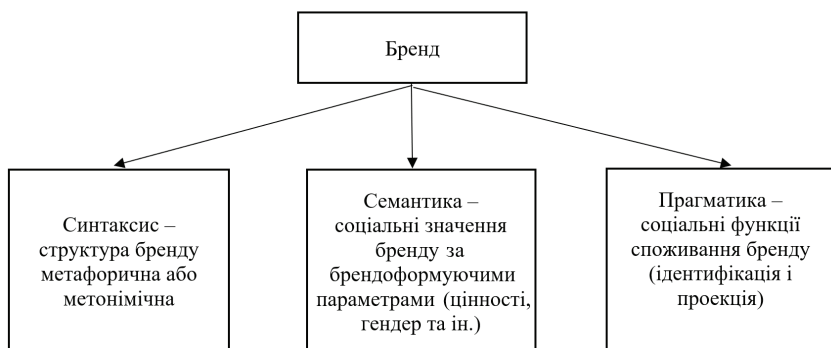 Бренд
Синтаксис –
структура бренду
метафорична або
метонімічна
Семантика –
соціальні значення
бренду за
брендоформуючими
параметрами (цінності,
гендер та ін.)
Прагматика –
соціальні функції
споживання бренду
(ідентифікація і
проекція)